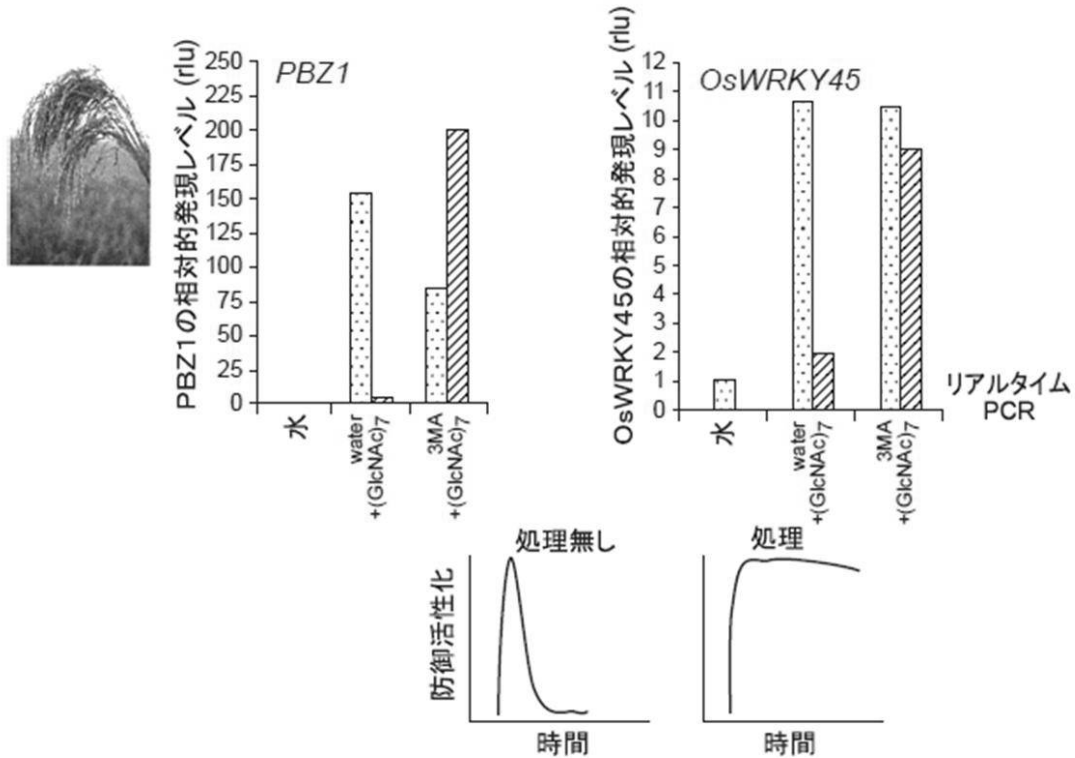 PBZ1の相対的発現レベル (rlu)
250
225
200
175
150
125
100
75
50
25
0
PBZ1
水
water
+(GlcNAc)7
3MA
+(GlcNAc)7
OsWRKY45の相対的発現レベル (rlu)
12
11
10
9
8
7
6
5
4
3
2
1
0
OsWRKY45
水
water
+(GlcNAc)7
3MA
+(GlcNAc)7
リアルタイム
PCR
防御活性化
処理無し
時間
処理
時間